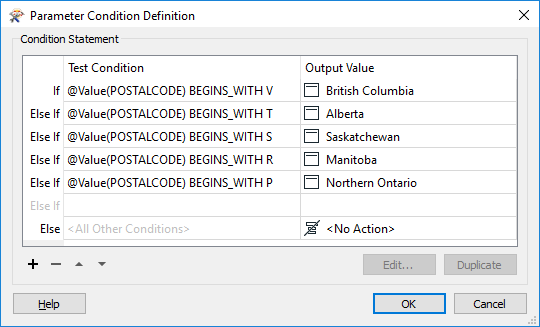 Parameter Condition Definition
Condition Statement
Test Condition Output Value
If @Value(POSTALCODE) BEGINS_WITH V British Columbia
Else If @Value(POSTALCODE) BEGINS_WITH T Alberta
Else If @Value(POSTALCODE) BEGINS_WITH S Saskatchewan
Else If @Value(POSTALCODE) BEGINS_WITH R Manitoba
Else If @Value(POSTALCODE) BEGINS_WITH P Northern Ontario
Else If
Else <All Other Conditions> <No Action>
Edit... Duplicate
Help OK Cancel